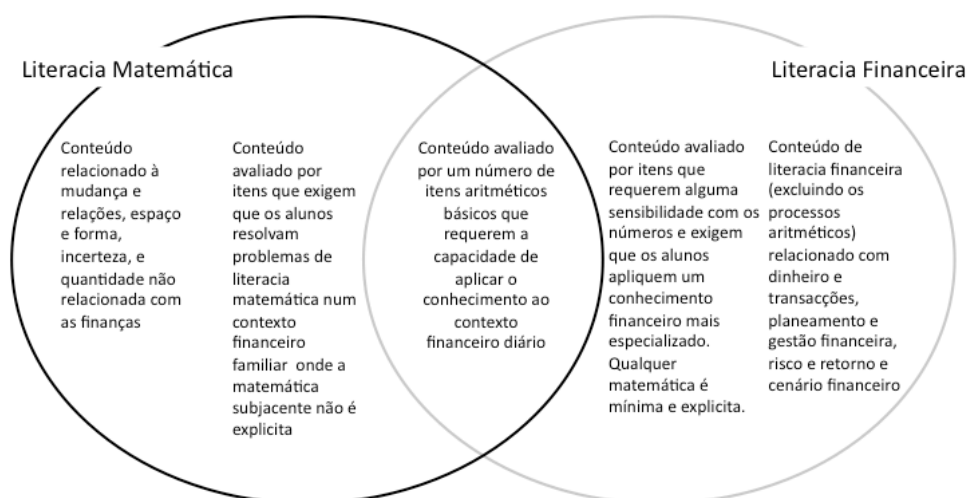 Literacia Matemática
Literacia Financeira
Conteúdo
relacionado à
mudança e
relações, espaço
e forma,
incerteza, e
quantidade não
relacionada com
as finanças
Conteúdo
avaliado por
itens que exigem
que os alunos
resolvam
problemas de
literacia
matemática num
contexto
financeiro
familiar onde a
matemática
subjacente não é
explicita
Conteúdo avaliado
por um número de
itens aritméticos
básicos que
requerem a
capacidade de
aplicar o
conhecimento ao
contexto
financeiro diário
Conteúdo avaliado
por itens que
requerem alguma
sensibilidade com os
números e exigem
que os alunos
apliquem um
conhecimento
financeiro mais
especializado.
Qualquer
matemática é
mínima e explicita.
Conteúdo de
literacia financeira
(excluindo os
processos
aritméticos)
relacionado com
dinheiro e
transacções,
planeamento e
gestão financeira,
risco e retorno e
cenário financeiro